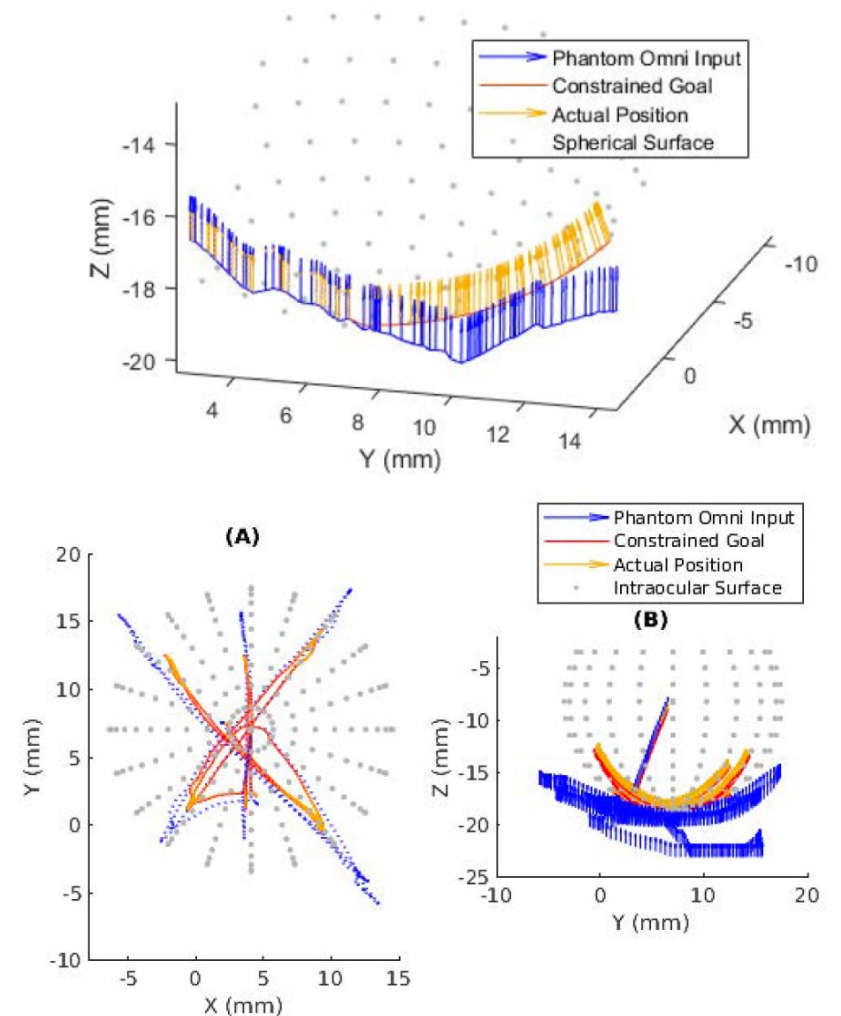 Phantom Omni Input
Constrained Goal
Actual Position
Spherical Surface
-14
-16
-18
-20
Z (mm)
4
6
8
10
12
14
Y (mm)
-10
-5
0
X (mm)
(A)
20
15
10
5
0
-5
-10
Y (mm)
-5
0
5
10
15
X (mm)
Phantom Omni Input
Constrained Goal
Actual Position
Intraocular Surface
(B)
-5
-10
-15
-20
-25
Z (mm)
-10
0
10
20
Y (mm)